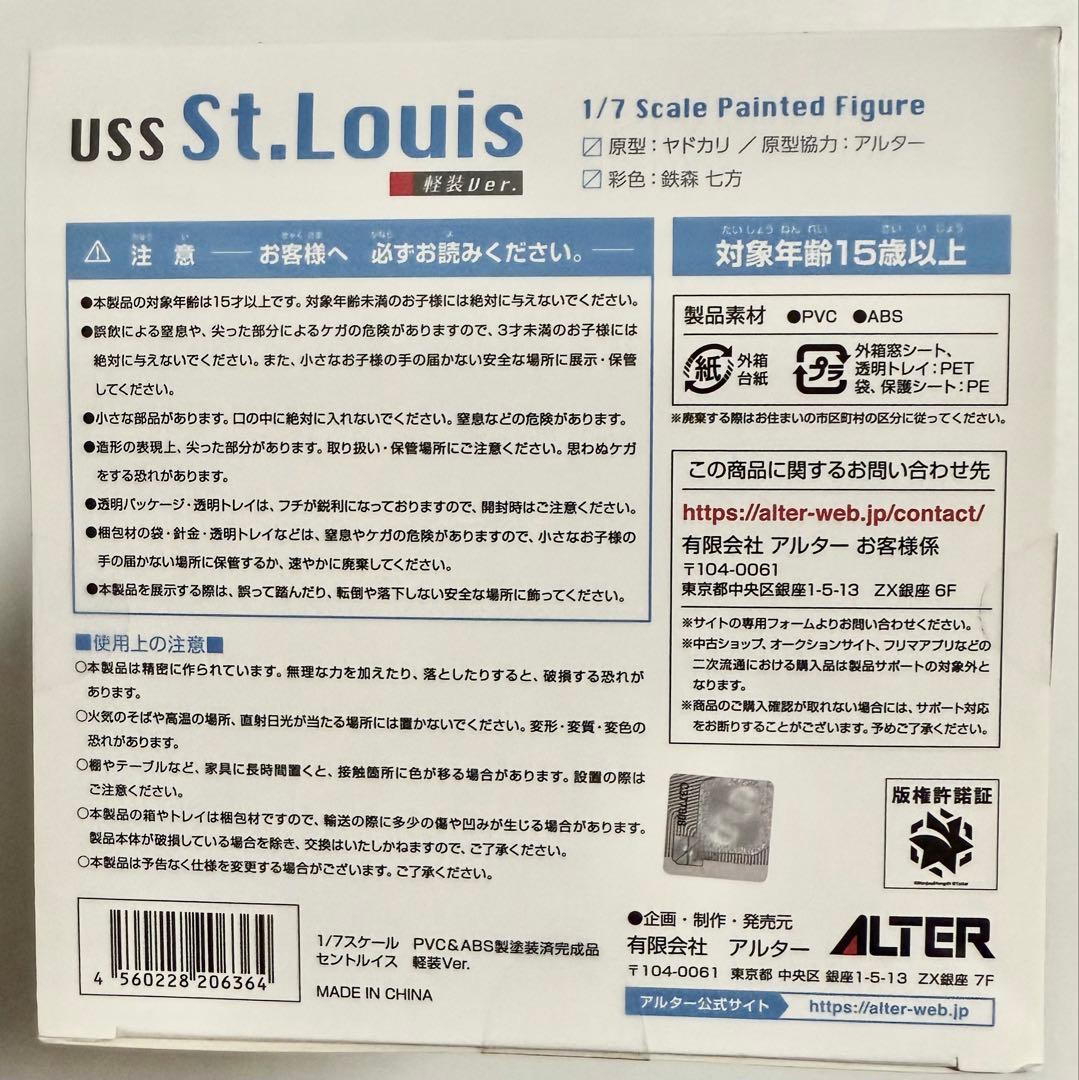 USS St.Louis
軽装Ver.
1/7 Scale Painted Figure
原型：ヤドカリ ／ 原型協力：アルター
彩色：鉄森 七方
注 意 お客様へ 必ずお読みください。
●本製品の対象年齢は15才以上です。対象年齢未満のお子様には絶対に与えないでください。
●誤飲による窒息や、尖った部分によるケガの危険がありますので、3才未満のお子様には
絶対に与えないでください。また、小さなお子様の手の届かない安全な場所に展示・保管
してください。
●小さな部品があります。口の中に絶対に入れないでください。窒息などの危険があります。
●造形の表現上、尖った部分があります。取り扱い・保管場所にご注意ください。思わぬケガ
をする恐れがあります。
●透明パッケージ・透明トレイは、フチが鋭利になっておりますので、開封時はご注意ください。
●梱包材の袋・針金・透明トレイなどは、窒息やケガの危険がありますので、小さなお子様の
手の届かない場所に保管するか、速やかに廃棄してください。
●本製品を展示する際は、誤って踏んだり、転倒や落下しない安全な場所に飾ってください。
■使用上の注意■
○本製品は精密に作られています。無理な力を加えたり、落としたりすると、破損する恐れが
あります。
○火気のそばや高温の場所、直射日光が当たる場所には置かないでください。変形・変質・変色の
恐れがあります。
○棚やテーブルなど、家具に長時間置くと、接触箇所に色が移る場合があります。設置の際は
ご注意ください。
○本製品の箱やトレイは梱包材ですので、輸送の際に多少の傷や凹みが生じる場合があります。
製品本体が破損している場合を除き、交換はいたしかねますので、ご了承ください。
○本製品は予告なく仕様を変更する場合がございます。ご了承ください。
4 560228 206364
1/7スケール PVC&ABS製塗装済完成品
セントルイス 軽装Ver.
MADE IN CHINA
たいしょう ねん れい さい い じょう
対象年齢15歳以上
製品素材 ●PVC ●ABS
紙 外箱
台紙
プラ 外箱窓シート、
透明トレイ：PET
袋、保護シート：PE
※廃棄する際はお住まいの市区町村の区分に従ってください。
この商品に関するお問い合わせ先
https://alter-web.jp/contact/
有限会社 アルター お客様係
〒104-0061
東京都中央区銀座1-5-13 ZX銀座 6F
※サイトの専用フォームよりお問い合わせください。
※中古ショップ、オークションサイト、フリマアプリなどの
二次流通における購入品は製品サポートの対象外と
なります。
※商品のご購入確認が取れない場合には、サポート対応
をお断りすることがございます。予めご了承ください。
版権許諾証
●企画・制作・発売元
有限会社 アルター
ALTER
〒104-0061 東京都 中央区 銀座1-5-13 ZX銀座 7F
アルター公式サイト https://alter-web.jp